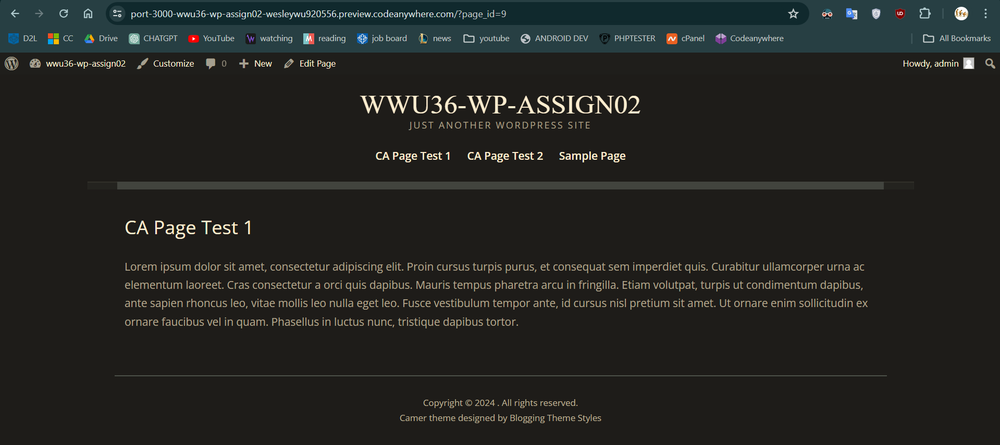 port-3000-wwu36-wp-assign02-wesleywu920556.preview.codeanywhere.com/?page_id=9
D2L CC Drive CHATGPT YouTube watching reading job board news youtube ANDROID DEV PHPTESTER cPanel Codeanywhere All Bookmarks
wwu36-wp-assign02 Customize 0 New Edit Page Howdy, admin
WWU36-WP-ASSIGN02
JUST ANOTHER WORDPRESS SITE
CA Page Test 1 CA Page Test 2 Sample Page
CA Page Test 1
Lorem ipsum dolor sit amet, consectetur adipiscing elit. Proin cursus turpis purus, et consequat sem imperdiet quis. Curabitur ullamcorper urna ac
elementum laoreet. Cras consectetur a orci quis dapibus. Mauris tempus pharetra arcu in fringilla. Etiam volutpat, turpis ut condimentum dapibus,
ante sapien rhoncus leo, vitae mollis leo nulla eget leo. Fusce vestibulum tempor ante, id cursus nisl pretium sit amet. Ut ornare enim sollicitudin ex
ornare faucibus vel in quam. Phasellus in luctus nunc, tristique dapibus tortor.
Copyright © 2024 . All rights reserved.
Camer theme designed by Blogging Theme Styles